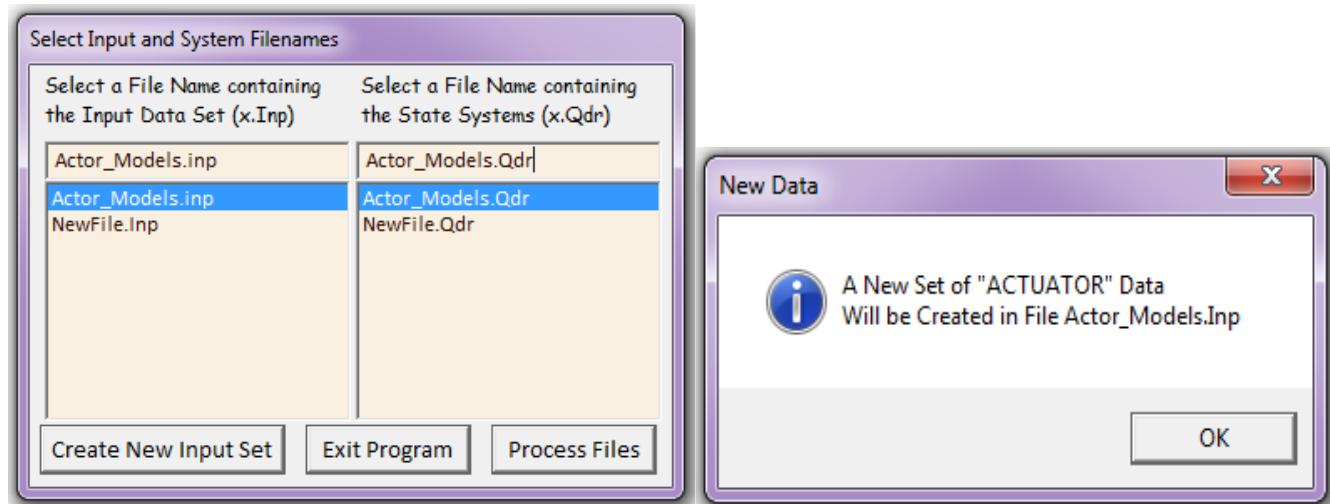 Select Input and System Filenames
Select a File Name containing
the Input Data Set (x.Inp)
Select a File Name containing
the State Systems (x.Qdr)
Actor_Models.inp
Actor_Models.Qdr
Actor_Models.inp
NewFile.Inp
Actor_Models.Qdr
NewFile.Qdr
Create New Input Set
Exit Program
Process Files
New Data
x
A New Set of "ACTUATOR" Data
Will be Created in File Actor_Models.Inp
OK